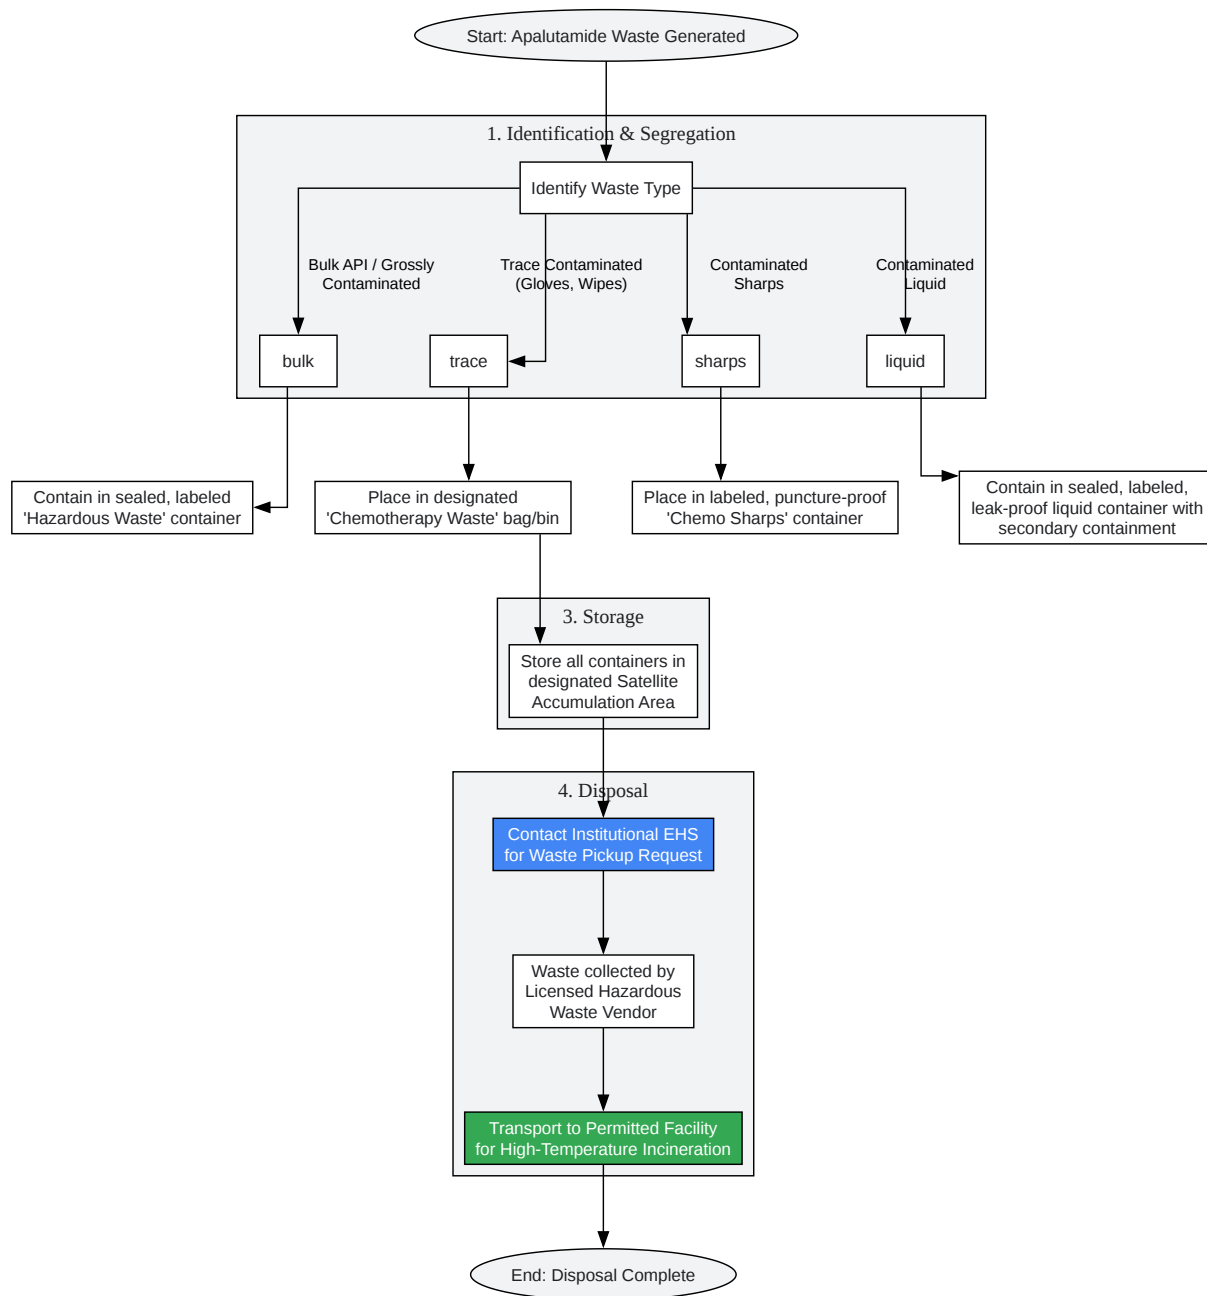 Start: Apalutamide Waste Generated
1. Identification & Segregation
Identify Waste Type
Bulk API / Grossly
Contaminated
Trace Contaminated
(Gloves, Wipes)
Contaminated
Sharps
Contaminated
Liquid
bulk
trace
sharps
liquid
Contain in sealed, labeled
'Hazardous Waste' container
Place in designated
'Chemotherapy Waste' bag/bin
Place in labeled, puncture-proof
'Chemo Sharps' container
Contain in sealed, labeled,
leak-proof liquid container with
secondary containment
3. Storage
Store all containers in
designated Satellite
Accumulation Area
4. Disposal
Contact Institutional EHS
for Waste Pickup Request
Waste collected by
Licensed Hazardous
Waste Vendor
Transport to Permitted Facility
for High-Temperature Incineration
End: Disposal Complete